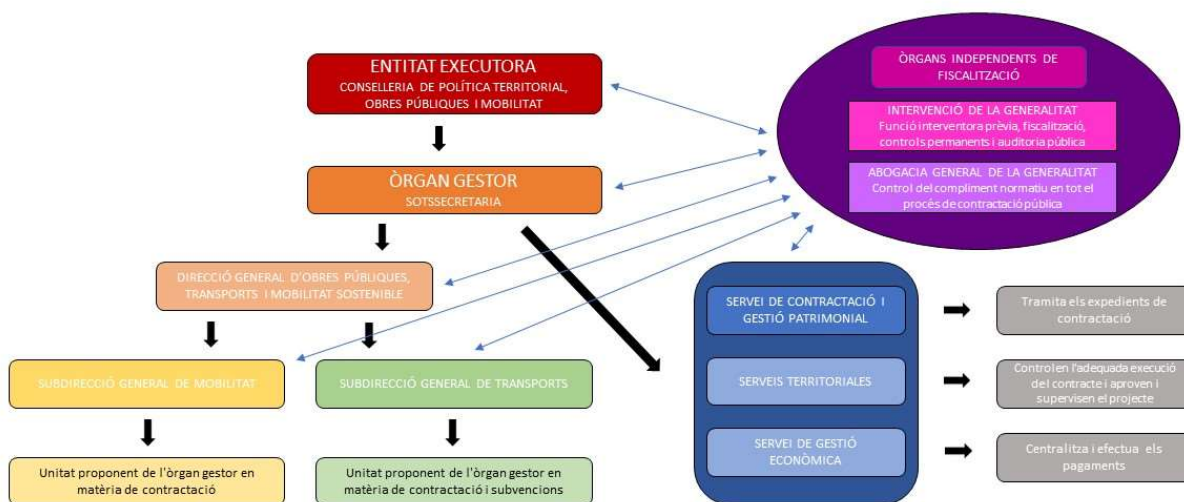 ENTITAT EXECUTORA
CONSELLERIA DE POLÍTICA TERRITORIAL,
OBRES PÚBLIQUES I MOBILITAT
ÒRGAN GESTOR
SOTSSECRETARIA
DIRECCIÓ GENERAL D'OBRES PÚBLIQUES,
TRANSPORTS I MOBILITAT SOSTENIBLE
SUBDIRECCIÓ GENERAL DE MOBILITAT
SUBDIRECCIÓ GENERAL DE TRANSPORTS
Unitat proponent de l'òrgan gestor en
matèria de contractació
Unitat proponent de l'òrgan gestor en
matèria de contractació i subvencions
ÒRGANS INDEPENDENTS DE
FISCALITZACIÓ
INTERVENCIÓ DE LA GENERALITAT
Funció interventora prèvia, fiscalització,
controls permanents i auditoria pública
ABOGACIA GENERAL DE LA GENERALITAT
Control del compliment normatiu en tot el
procés de contractació pública
SERVEI DE CONTRACTACIÓ I
GESTIÓ PATRIMONIAL
Tramita els expedients de
contractació
SERVEIS TERRITORIALES
Controlen l'adequada execució
del contracte i aproven i
supervisen el projecte
SERVEI DE GESTIÓ
ECONÒMICA
Centralitza i efectua els
pagaments